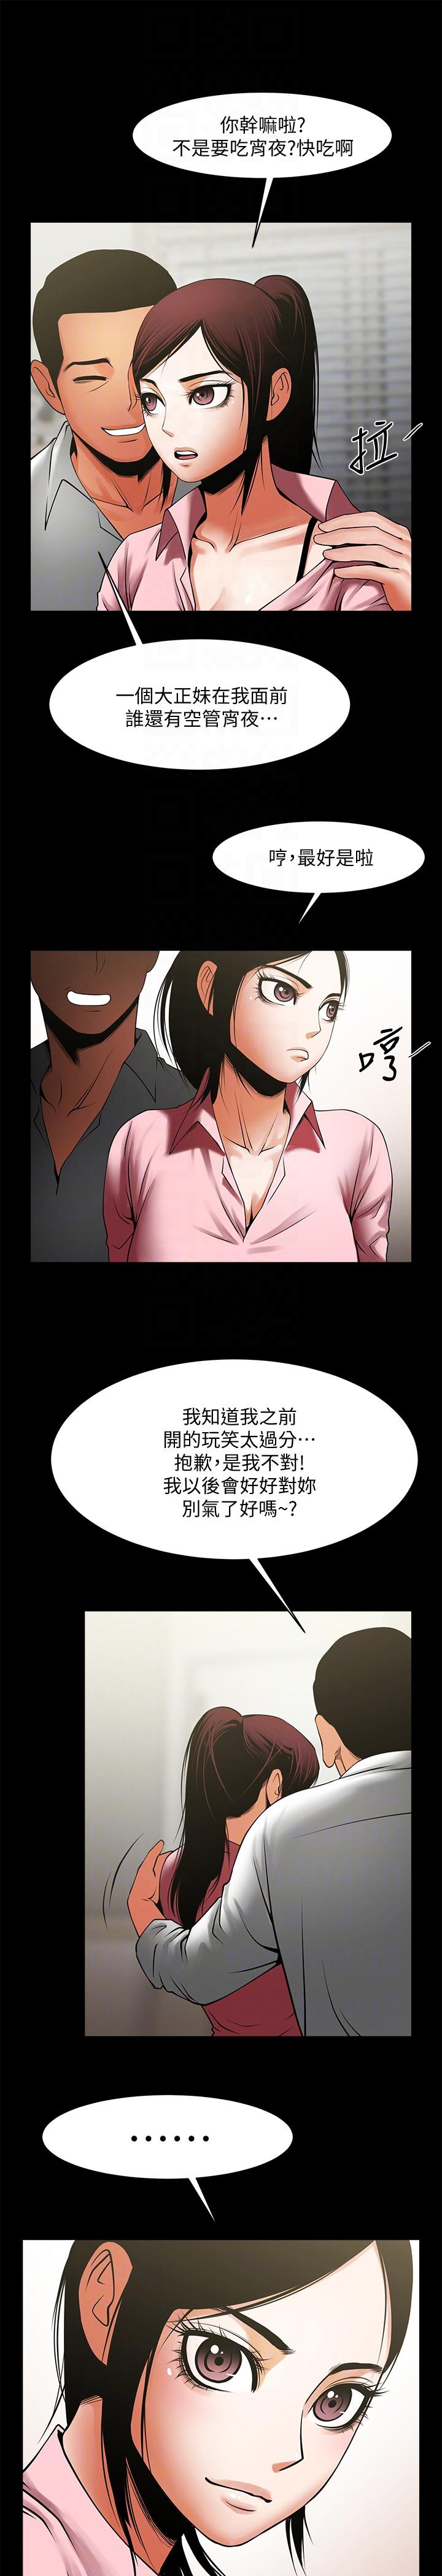 你幹嘛啦?
不是要吃宵夜?快吃啊
拉
一個大正妹在我面前
誰還有空管宵夜…
哼,最好是啦
哼
我知道我之前
開的玩笑太過分…
抱歉,是我不對!
我以後會好好對妳
別氣了好嗎~?
••••••